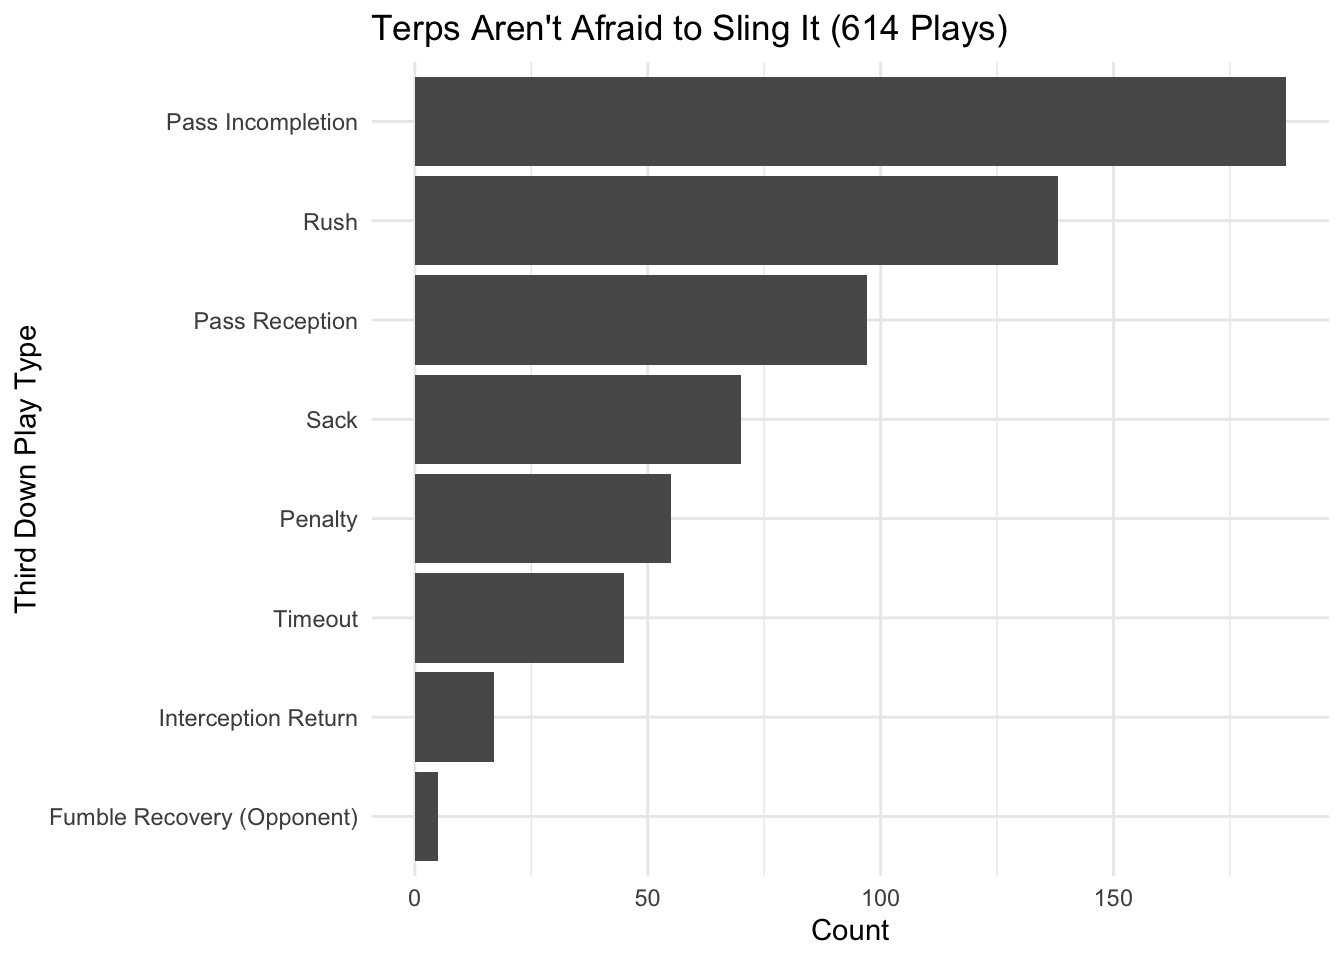 Terps Aren't Afraid to Sling It (614 Plays)
Third Down Play Type
Pass Incompletion
Rush
Pass Reception
Sack
Penalty
Timeout
Interception Return
Fumble Recovery (Opponent)
0 50 100 150
Count